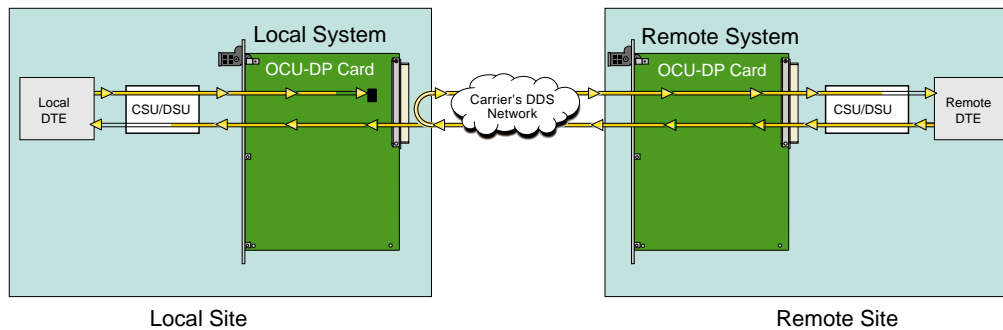 Local System
OCU-DP Card
Local
DTE
CSU/DSU
Carrier's DDS
Network
Remote System
OCU-DP Card
CSU/DSU
Remote
DTE
Local Site
Remote Site